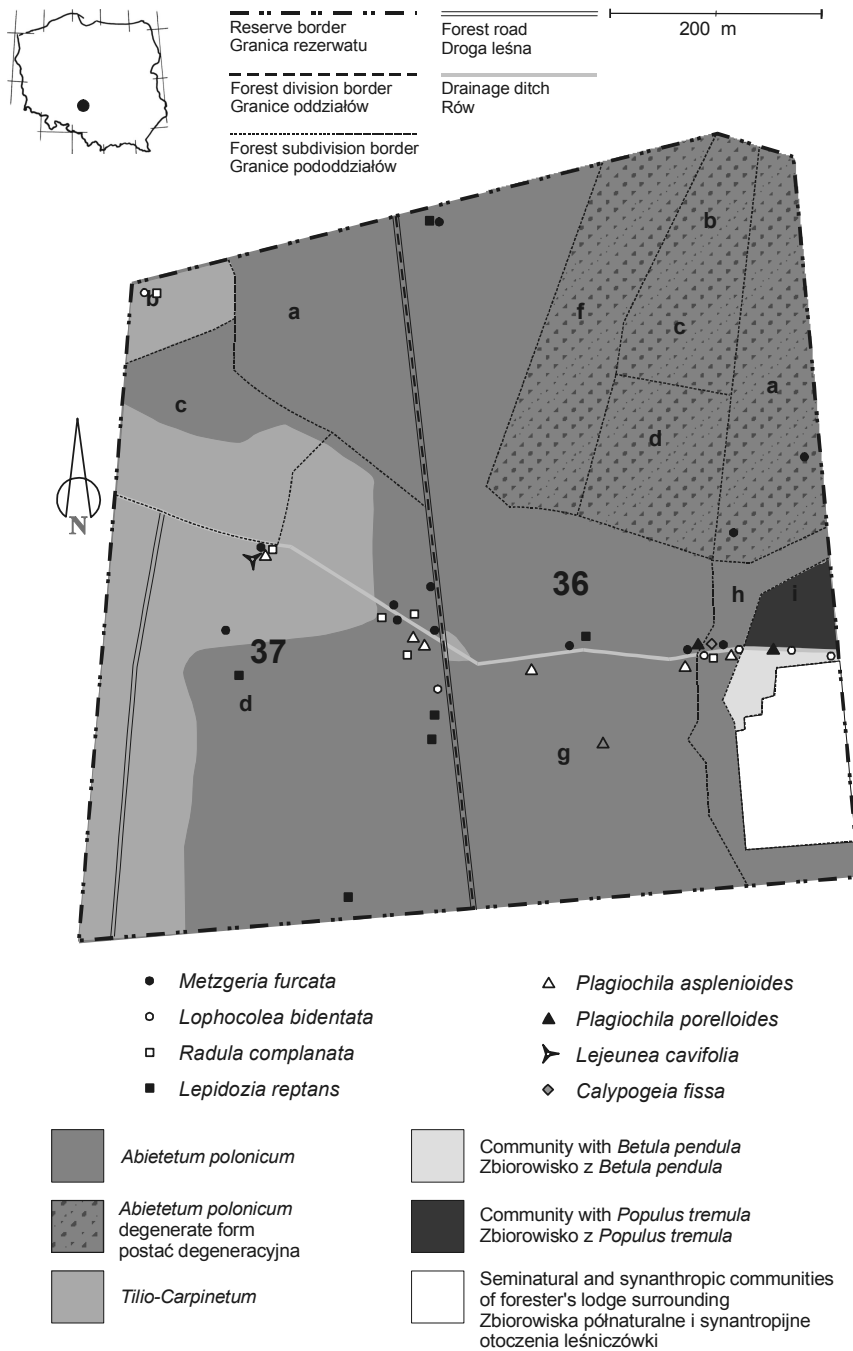 Reserve border
Granica rezerwatu
Forest division border
Granice oddziałów
Forest subdivision border
Granice pododdziałów
Forest road
Droga leśna
Drainage ditch
Rów
200 m
b
a
c
f
b
c
a
d
N
36
h
i
37
d
g
Metzgeria furcata
Lophocolea bidentata
Radula complanata
Lepidozia reptans
Plagiochila asplenioides
Plagiochila porelloides
Lejeunea cavifolia
Calypogeia fissa
Abietetum polonicum
Abietetum polonicum
degenerate form
postać degeneracyjna
Tilio-Carpinetum
Community with Betula pendula
Zbiorowisko z Betula pendula
Community with Populus tremula
Zbiorowisko z Populus tremula
Seminatural and synanthropic communities
of forester's lodge surrounding
Zbiorowiska półnaturalne i synantropijne
otoczenia leśniczówki